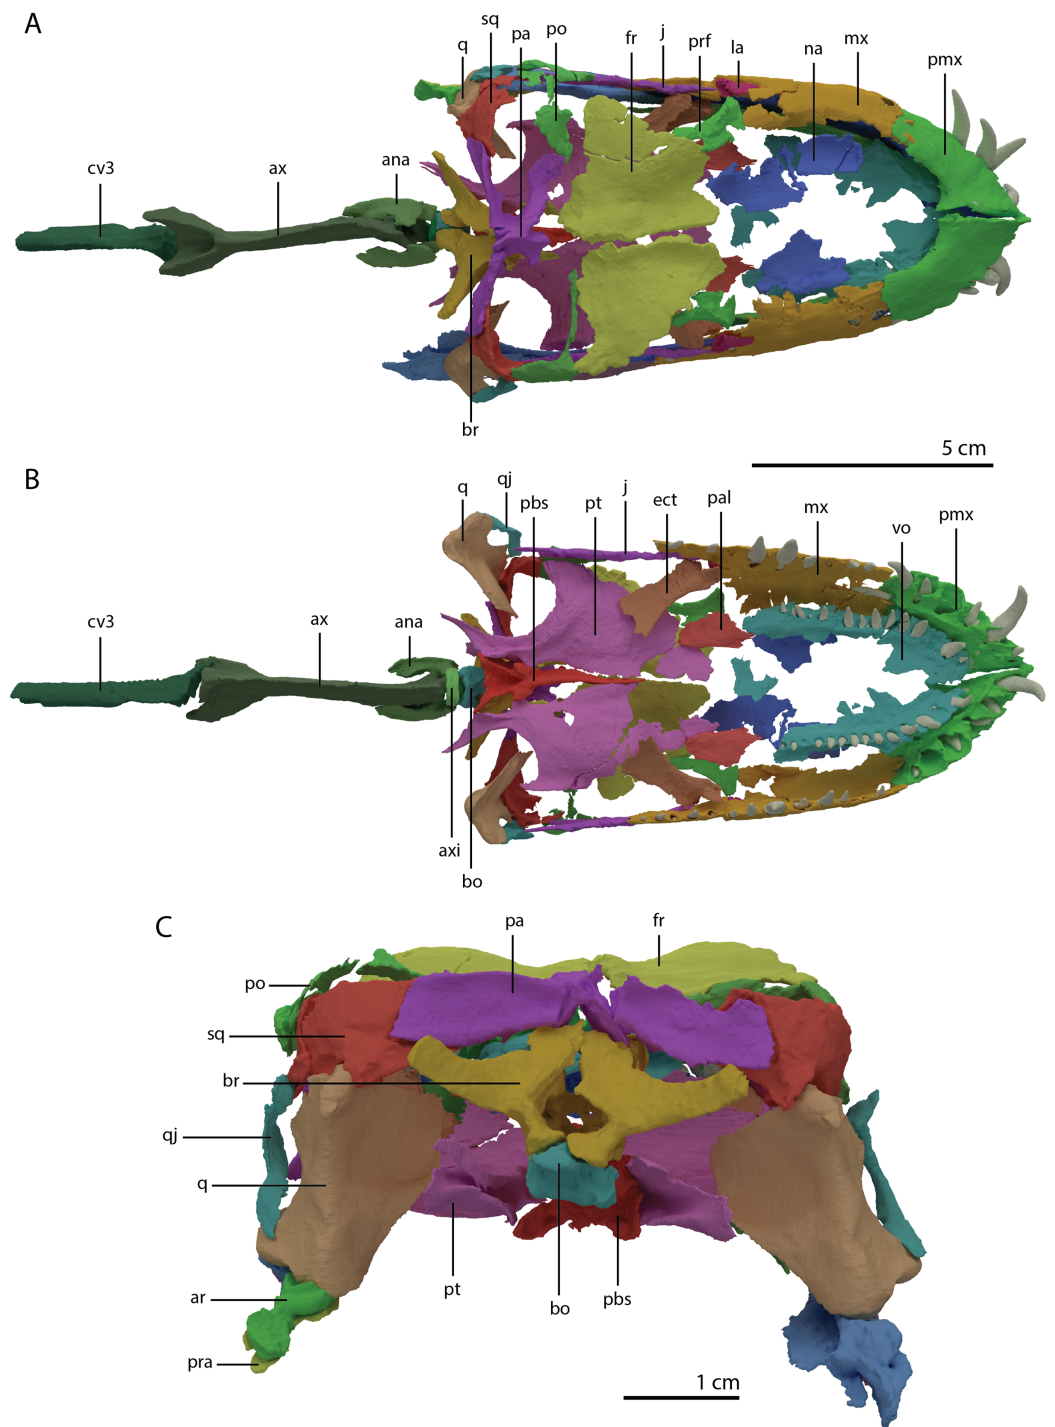 A
q
sq
pa
po
fr
j
prf
la
na
mx
pmx
cv3
ax
ana
br
5 cm
B
q
qj
pbs
pt
j
ect
pal
mx
vo
pmx
cv3
ax
ana
axi
bo
C
pa
fr
po
sq
br
qj
q
pt
bo
pbs
ar
pra
1 cm